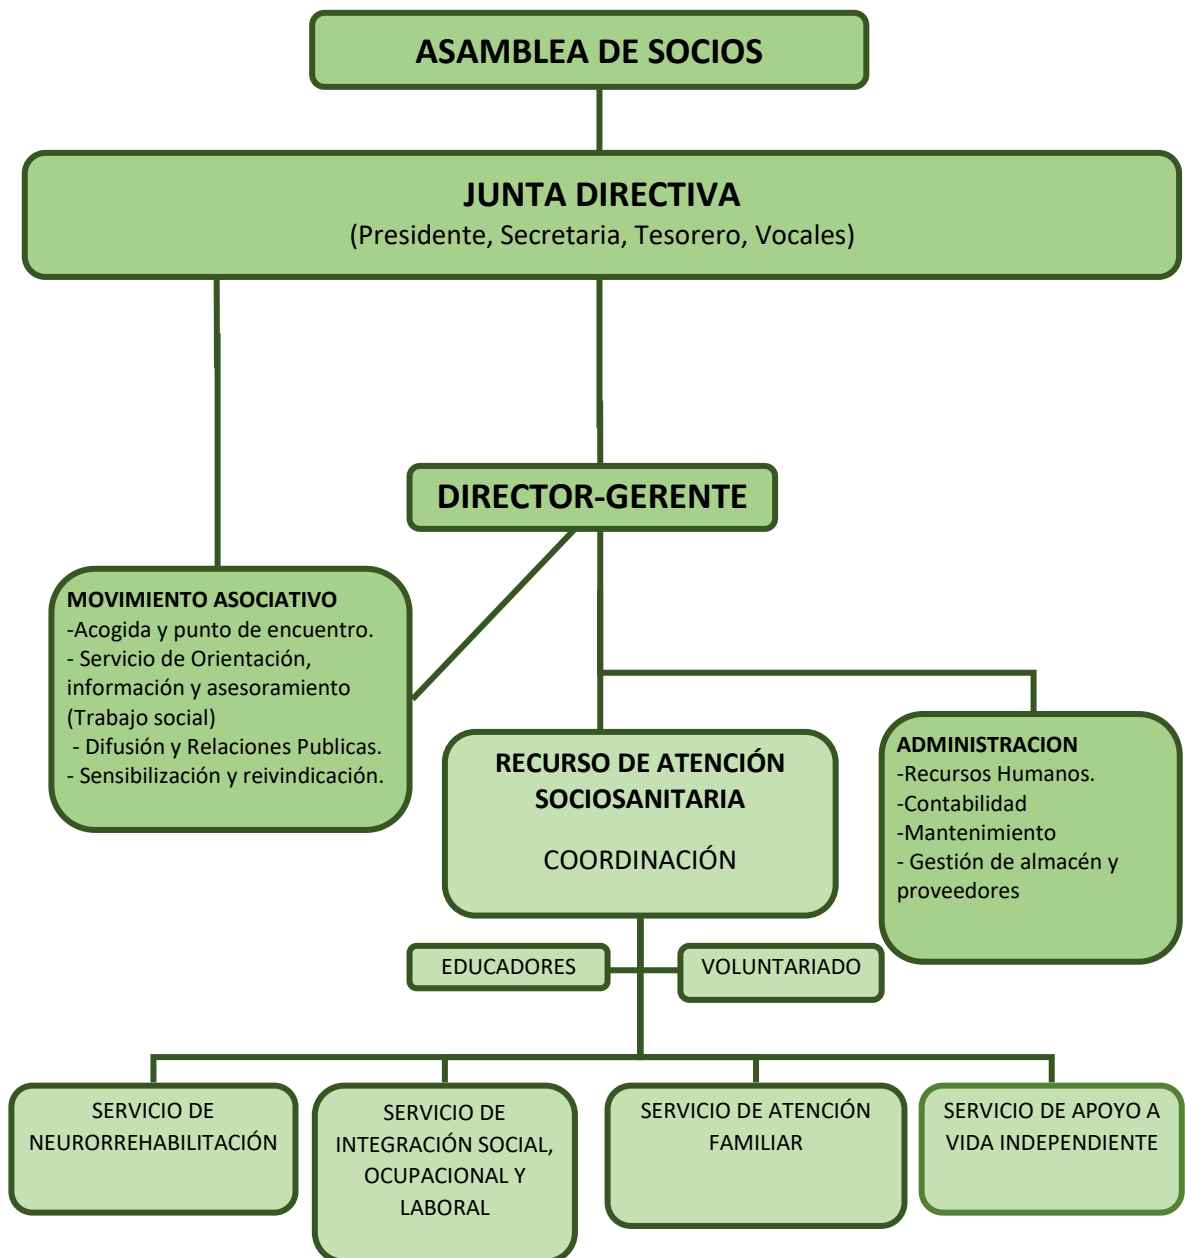 ASAMBLEA DE SOCIOS
JUNTA DIRECTIVA
(Presidente, Secretaria, Tesorero, Vocales)
DIRECTOR-GERENTE
MOVIMIENTO ASOCIATIVO
-Acogida y punto de encuentro.
- Servicio de Orientación,
información y asesoramiento
(Trabajo social)
- Difusión y Relaciones Publicas.
- Sensibilización y reivindicación.
RECURSO DE ATENCIÓN
SOCIOSANITARIA
COORDINACIÓN
ADMINISTRACION
-Recursos Humanos.
-Contabilidad
-Mantenimiento
- Gestión de almacén y
proveedores
EDUCADORES
VOLUNTARIADO
SERVICIO DE
NEURORREHABILITACIÓN
SERVICIO DE
INTEGRACIÓN SOCIAL,
OCUPACIONAL Y
LABORAL
SERVICIO DE ATENCIÓN
FAMILIAR
SERVICIO DE APOYO A
VIDA INDEPENDIENTE